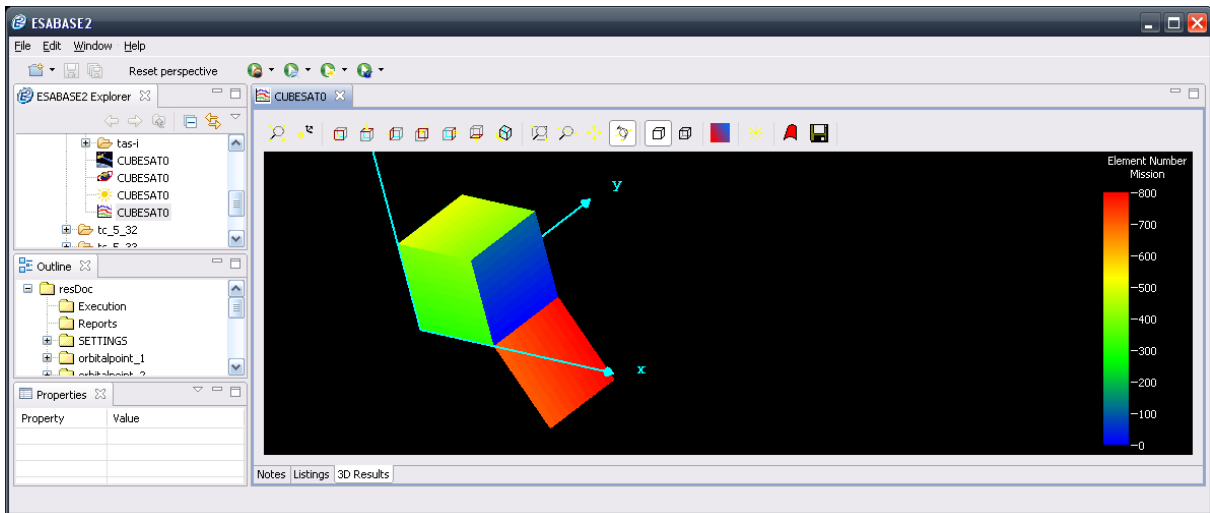 ESABASE2
File Edit Window Help
Reset perspective
ESABASE2 Explorer
CUBESAT0
tas-i
CUBESAT0
CUBESAT0
CUBESAT0
CUBESAT0
tc_5_32
tc_5_33
Outline
resDoc
Execution
Reports
SETTINGS
orbitalpoint_1
orbitalpoint_2
Properties
Property Value
y
x
Element Number
Mission
800
700
600
500
400
300
200
100
0
Notes Listings 3D Results